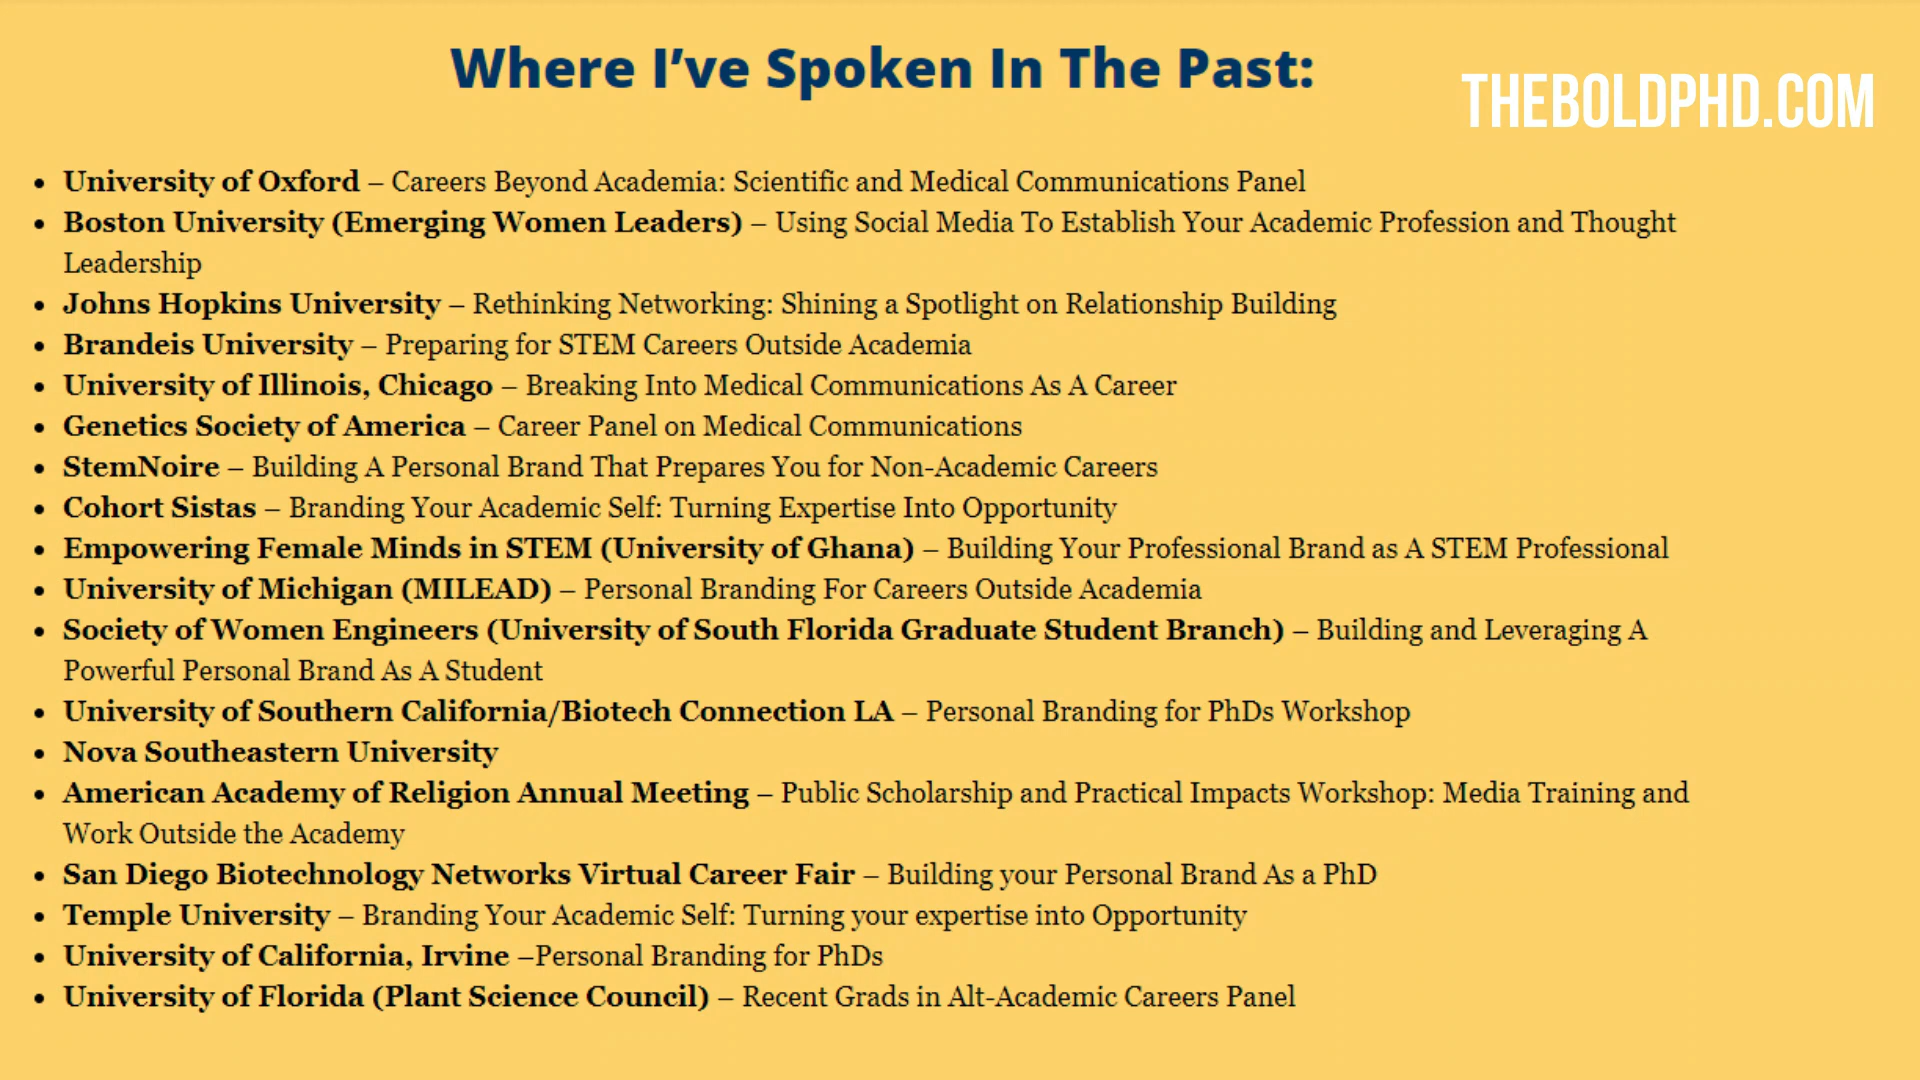 Where I’ve Spoken In The Past:
THEBOLDPHD.COM
• University of Oxford – Careers Beyond Academia: Scientific and Medical Communications Panel
• Boston University (Emerging Women Leaders) – Using Social Media To Establish Your Academic Profession and Thought
Leadership
• Johns Hopkins University – Rethinking Networking: Shining a Spotlight on Relationship Building
• Brandeis University – Preparing for STEM Careers Outside Academia
• University of Illinois, Chicago – Breaking Into Medical Communications As A Career
• Genetics Society of America – Career Panel on Medical Communications
• StemNoire – Building A Personal Brand That Prepares You for Non-Academic Careers
• Cohort Sistas – Branding Your Academic Self: Turning Expertise Into Opportunity
• Empowering Female Minds in STEM (University of Ghana) – Building Your Professional Brand as A STEM Professional
• University of Michigan (MILEAD) – Personal Branding For Careers Outside Academia
• Society of Women Engineers (University of South Florida Graduate Student Branch) – Building and Leveraging A
Powerful Personal Brand As A Student
• University of Southern California/Biotech Connection LA – Personal Branding for PhDs Workshop
• Nova Southeastern University
• American Academy of Religion Annual Meeting – Public Scholarship and Practical Impacts Workshop: Media Training and
Work Outside the Academy
• San Diego Biotechnology Networks Virtual Career Fair – Building your Personal Brand As a PhD
• Temple University – Branding Your Academic Self: Turning your expertise into Opportunity
• University of California, Irvine –Personal Branding for PhDs
• University of Florida (Plant Science Council) – Recent Grads in Alt-Academic Careers Panel